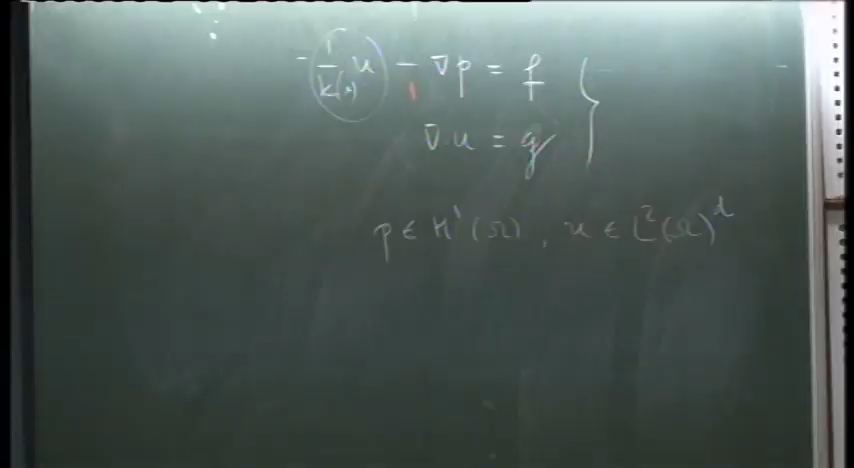 - 1/k(x) u - ∇p = f }
∇·u = g
p ∈ H¹(Ω), u ∈ L²(Ω)ᵈ